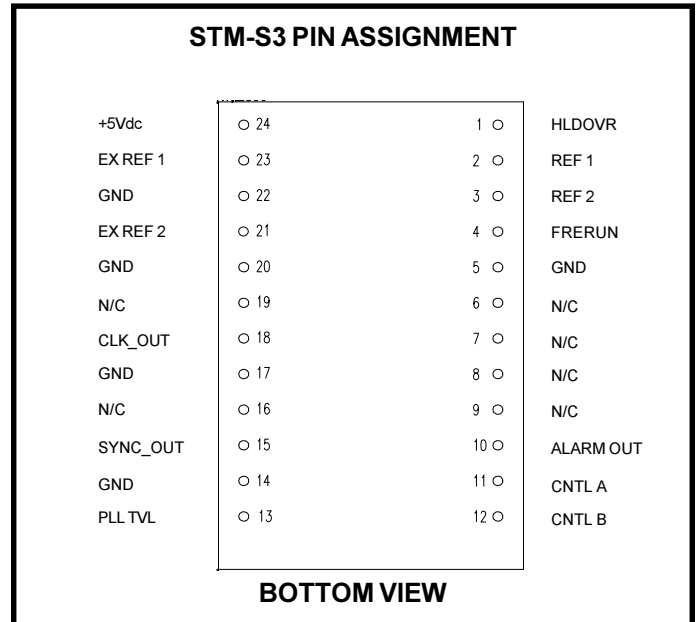 STM-S3 PIN ASSIGNMENT
+5Vdc 24 1 HLDOVR
EX REF 1 23 2 REF 1
GND 22 3 REF 2
EX REF 2 21 4 FRERUN
GND 20 5 GND
N/C 19 6 N/C
CLK_OUT 18 7 N/C
GND 17 8 N/C
N/C 16 9 N/C
SYNC_OUT 15 10 ALARM OUT
GND 14 11 CNTL A
PLL TVL 13 12 CNTL B
BOTTOM VIEW